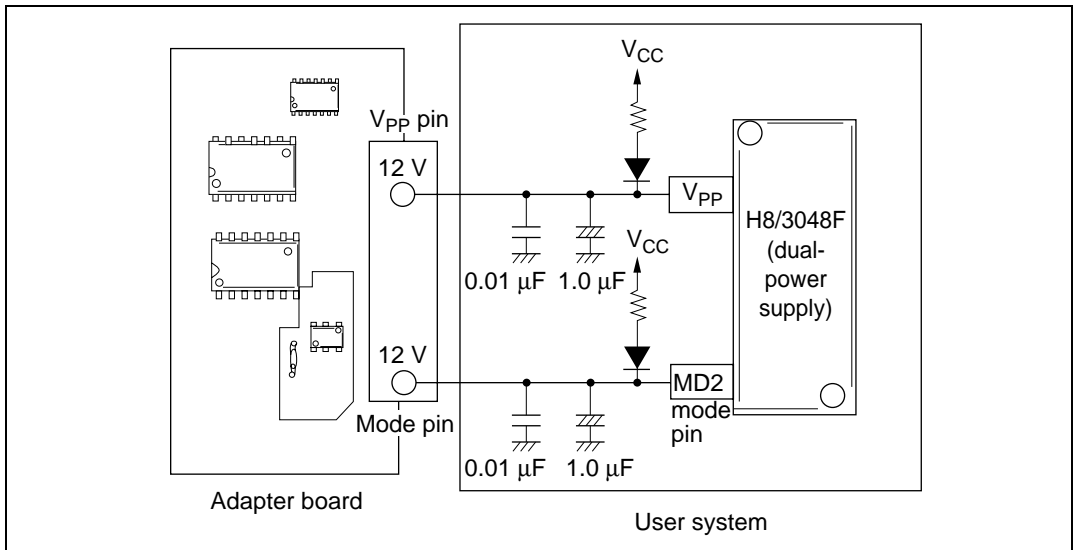 V_CC
V_PP pin
12 V
V_PP
H8/3048F
(dual-
power
supply)
V_CC
0.01 μF
1.0 μF
12 V
MD2
mode
pin
Mode pin
0.01 μF
1.0 μF
Adapter board
User system